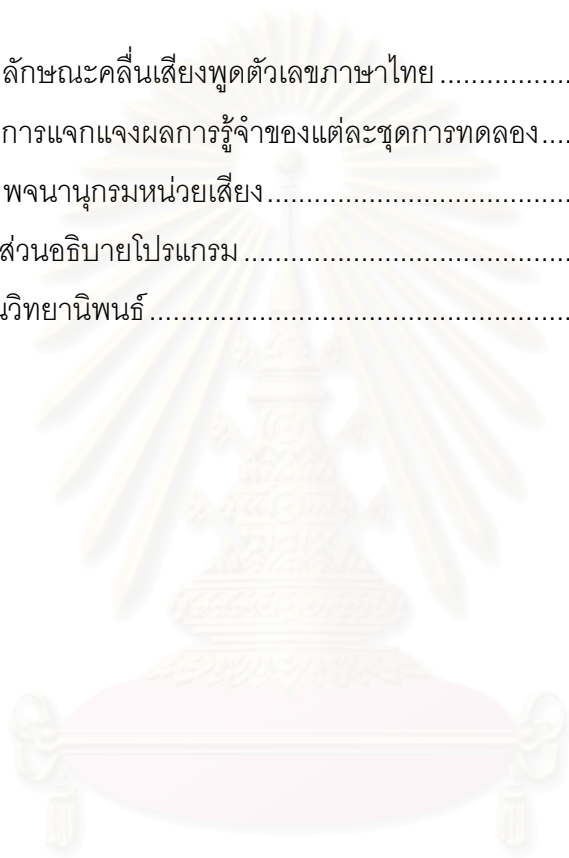 ลักษณะคลื่นเสียงพูดตัวเลขภาษาไทย .................
การแจกแจงผลการรู้จำของแต่ละชุดการทดลอง....
พจนานุกรมหน่วยเสียง.......................................
ส่วนอธิบายโปรแกรม ..........................................
นวิทยานิพนธ์......................................................